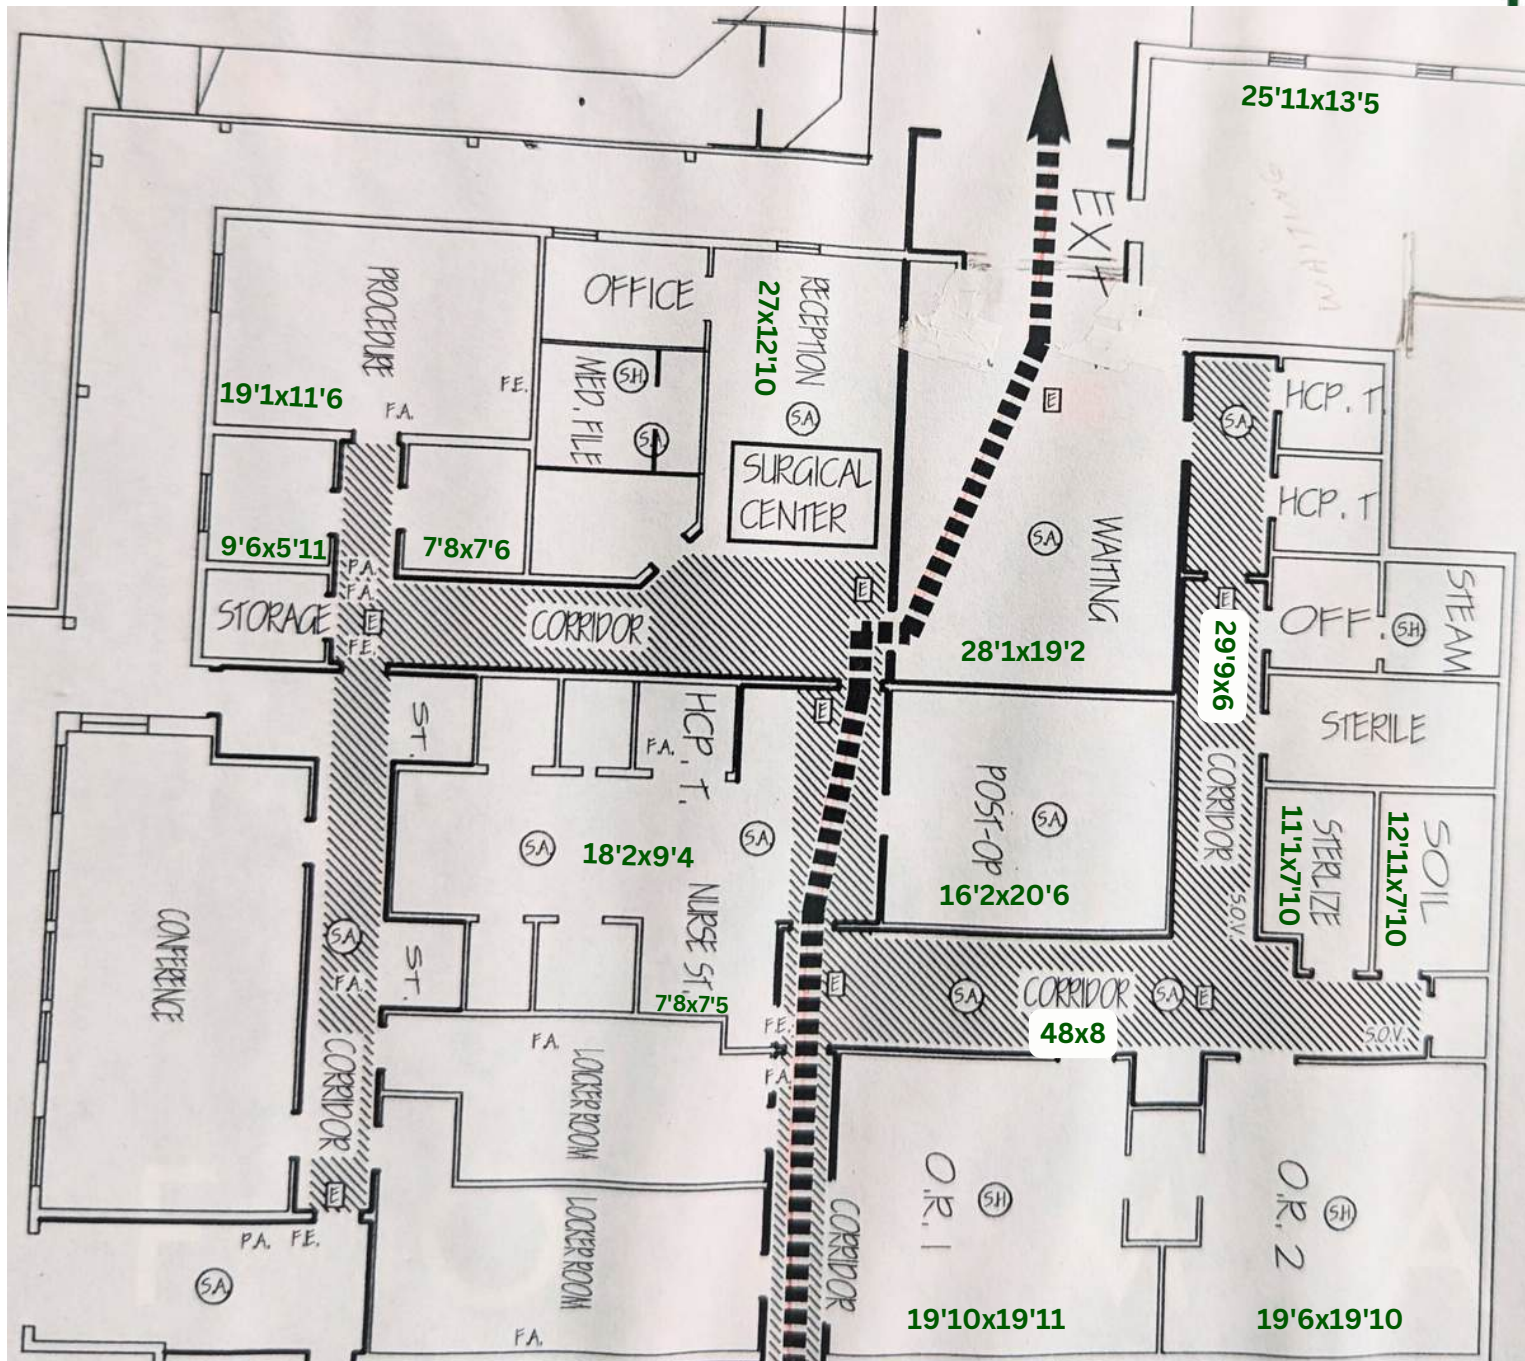 25'11x13'5
EXIT
PROCEDURE
19'1x11'6
F.A.
F.E.
OFFICE
MED. FILE
S.H.
S.A.
RECEPTION
27x12'10
S.A.
SURGICAL
CENTER
E
WAITING
S.A.
28'1x19'2
S.A.
HCP. T.
HCP. T.
9'6x5'11
7'8x7'6
P.A.
F.A.
STORAGE
E
F.E.
CORRIDOR
E
E
OFF.
S.H.
STEAM
29'9x6
STERILE
CORRIDOR
S.O.V.
11'1x7'10
STERLIZE
12'11x7'10
SOIL
ST.
HCP. T.
F.A.
E
S.A.
18'2x9'4
S.A.
NURSE ST.
7'8x7'5
POST-OP
S.A.
16'2x20'6
CONFERENCE
S.A.
F.A.
ST.
CORRIDOR
E
E
S.A.
CORRIDOR
S.A.
E
48x8
S.O.V.
F.E.
F.A.
F.A.
LOCKER ROOM
LOCKER ROOM
F.A.
P.A.
F.E.
S.A.
CORRIDOR
O.R. 1
S.H.
19'10x19'11
O.R. 2
S.H.
19'6x19'10